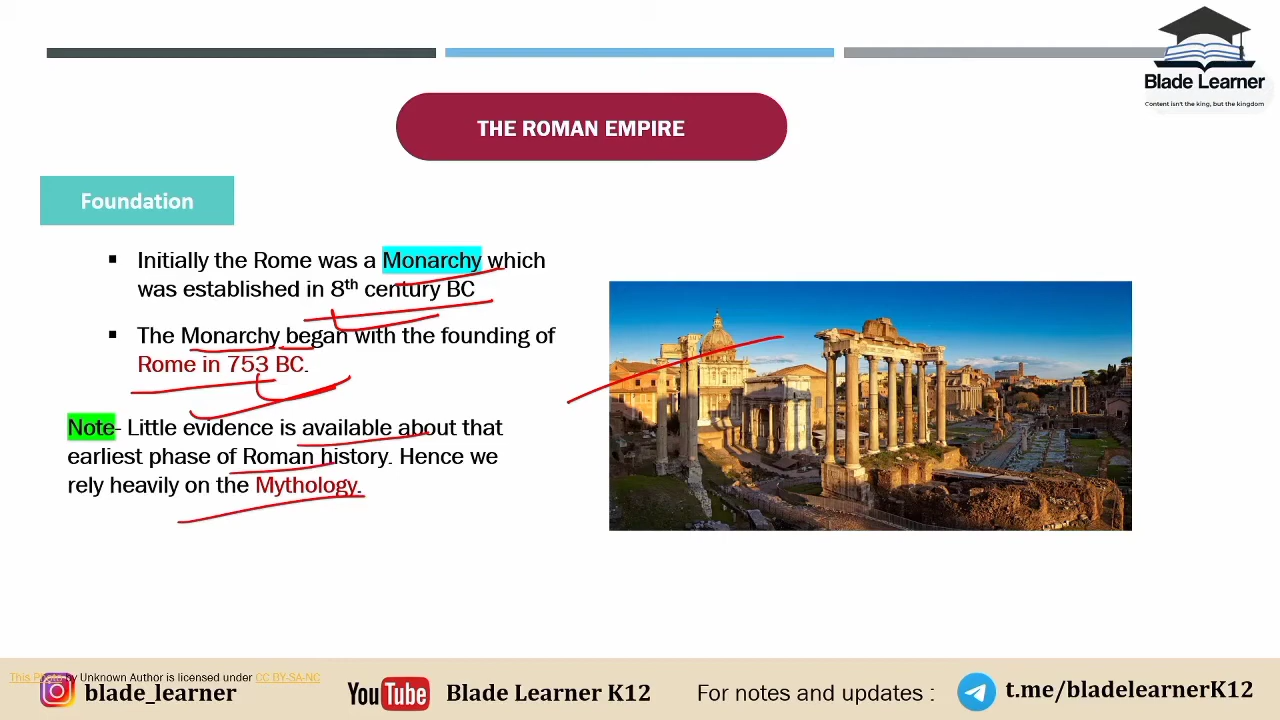 Blade Learner
Content isn't the king, but the kingdom
THE ROMAN EMPIRE
Foundation
▪ Initially the Rome was a Monarchy which
was established in 8th century BC
▪ The Monarchy began with the founding of
Rome in 753 BC.
Note- Little evidence is available about that
earliest phase of Roman history. Hence we
rely heavily on the Mythology.
This Photo by Unknown Author is licensed under CC BY-SA-NC
blade_learner
YouTube
Blade Learner K12
For notes and updates :
t.me/bladelearnerK12